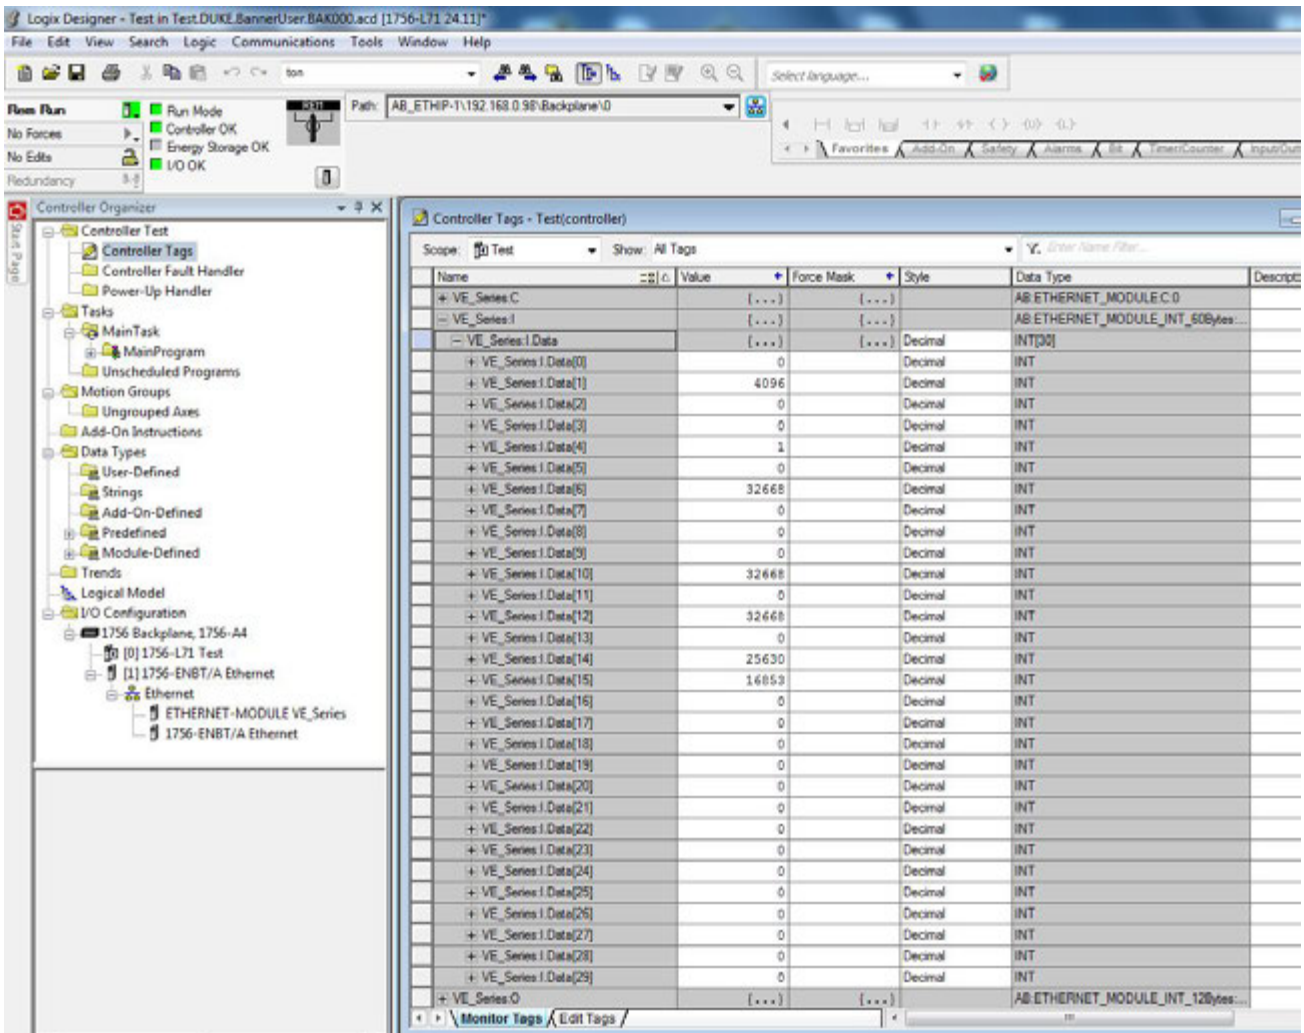 Logix Designer - Test in Test.DUKE.BannerUser.BAK000.acd [1756-L71 24.11]*
File Edit View Search Logic Communications Tools Window Help
ton
Select language...
Rem Run
Run Mode
No Forces
Controller OK
Energy Storage OK
No Edits
I/O OK
Redundancy
Path: AB_ETHIP-1\192.168.0.98\Backplane\0
Favorites Add-On Safety Alarms Bit Timer/Counter Input/Out
Start Page
Controller Organizer
Controller Test
Controller Tags
Controller Fault Handler
Power-Up Handler
Tasks
MainTask
MainProgram
Unscheduled Programs
Motion Groups
Ungrouped Axes
Add-On Instructions
Data Types
User-Defined
Strings
Add-On-Defined
Predefined
Module-Defined
Trends
Logical Model
I/O Configuration
1756 Backplane, 1756-A4
[0] 1756-L71 Test
[1] 1756-ENBT/A Ethernet
Ethernet
ETHERNET-MODULE VE_Series
1756-ENBT/A Ethernet
Controller Tags - Test(controller)
Scope: Test Show: All Tags Enter Name Filter...
Name Value Force Mask Style Data Type Descripti
VE_Series:C {...} {...} AB:ETHERNET_MODULE:C:0
VE_Series:I {...} {...} AB:ETHERNET_MODULE_INT_60Bytes:...
VE_Series:I.Data {...} {...} Decimal INT[30]
VE_Series:I.Data[0] 0 Decimal INT
VE_Series:I.Data[1] 4096 Decimal INT
VE_Series:I.Data[2] 0 Decimal INT
VE_Series:I.Data[3] 0 Decimal INT
VE_Series:I.Data[4] 1 Decimal INT
VE_Series:I.Data[5] 0 Decimal INT
VE_Series:I.Data[6] 32668 Decimal INT
VE_Series:I.Data[7] 0 Decimal INT
VE_Series:I.Data[8] 0 Decimal INT
VE_Series:I.Data[9] 0 Decimal INT
VE_Series:I.Data[10] 32668 Decimal INT
VE_Series:I.Data[11] 0 Decimal INT
VE_Series:I.Data[12] 32668 Decimal INT
VE_Series:I.Data[13] 0 Decimal INT
VE_Series:I.Data[14] 25630 Decimal INT
VE_Series:I.Data[15] 16853 Decimal INT
VE_Series:I.Data[16] 0 Decimal INT
VE_Series:I.Data[17] 0 Decimal INT
VE_Series:I.Data[18] 0 Decimal INT
VE_Series:I.Data[19] 0 Decimal INT
VE_Series:I.Data[20] 0 Decimal INT
VE_Series:I.Data[21] 0 Decimal INT
VE_Series:I.Data[22] 0 Decimal INT
VE_Series:I.Data[23] 0 Decimal INT
VE_Series:I.Data[24] 0 Decimal INT
VE_Series:I.Data[25] 0 Decimal INT
VE_Series:I.Data[26] 0 Decimal INT
VE_Series:I.Data[27] 0 Decimal INT
VE_Series:I.Data[28] 0 Decimal INT
VE_Series:I.Data[29] 0 Decimal INT
VE_Series:O {...} {...} AB:ETHERNET_MODULE_INT_12Bytes:...
Monitor Tags Edit Tags